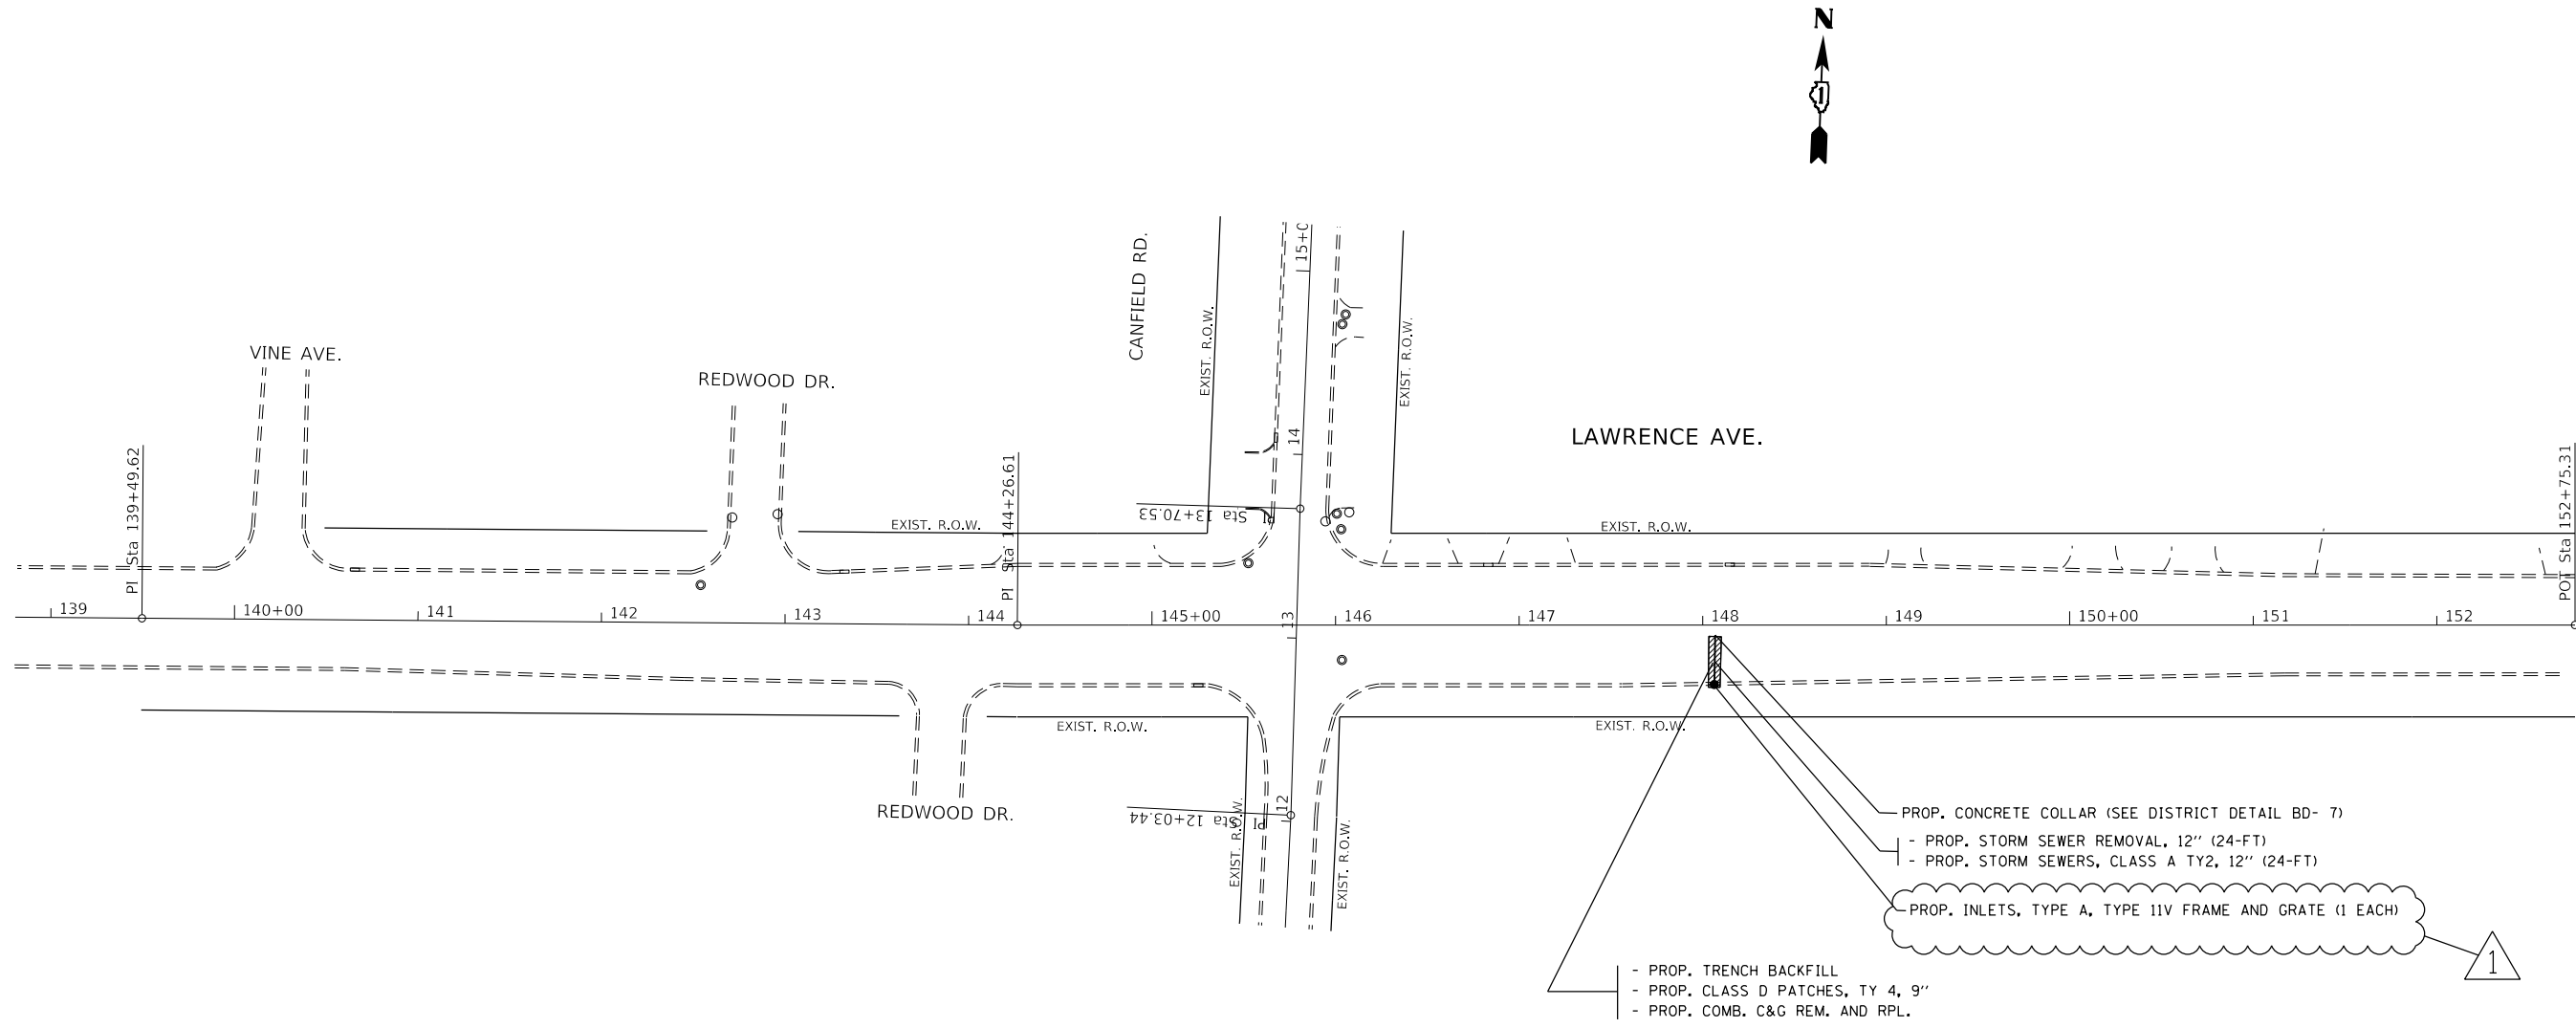 N
1
CANFIELD RD.
15+0
EXIST. R.O.W.
EXIST. R.O.W.
VINE AVE.
REDWOOD DR.
LAWRENCE AVE.
14
PI Sta 139+49.62
PI Sta 144+26.61
PI Sta 13+70.53
POT Sta 152+75.31
EXIST. R.O.W.
EXIST. R.O.W.
139
140+00
141
142
143
144
145+00
13
146
147
148
149
150+00
151
152
EXIST. R.O.W.
EXIST. R.O.W.
REDWOOD DR.
12
PI Sta 12+03.44
EXIST. R.O.W.
EXIST. R.O.W.
PROP. CONCRETE COLLAR (SEE DISTRICT DETAIL BD- 7)
- PROP. STORM SEWER REMOVAL, 12" (24-FT)
- PROP. STORM SEWERS, CLASS A TY2, 12" (24-FT)
PROP. INLETS, TYPE A, TYPE 11V FRAME AND GRATE (1 EACH)
1
- PROP. TRENCH BACKFILL
- PROP. CLASS D PATCHES, TY 4, 9"
- PROP. COMB. C&G REM. AND RPL.